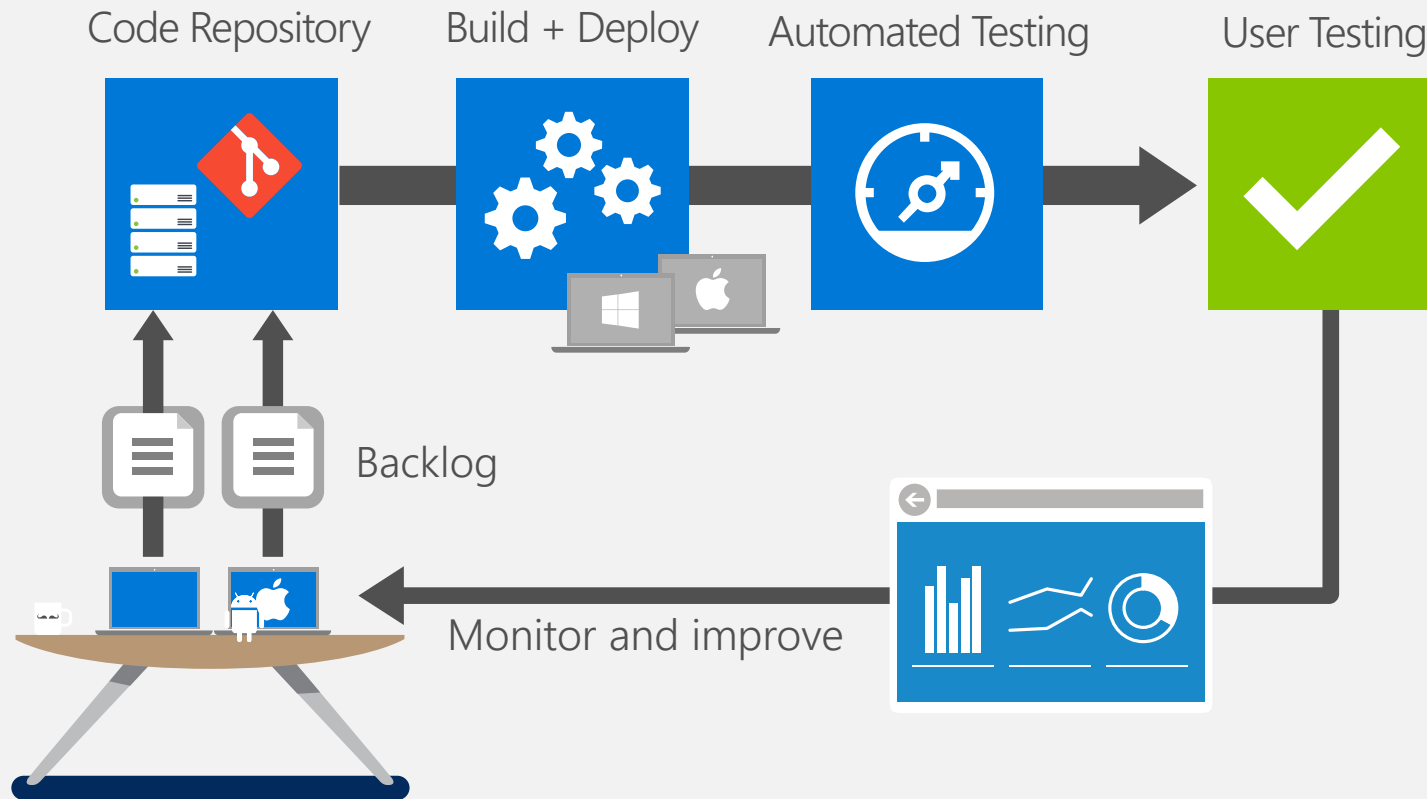 Code Repository
Build + Deploy
Automated Testing
User Testing
Backlog
Monitor and improve